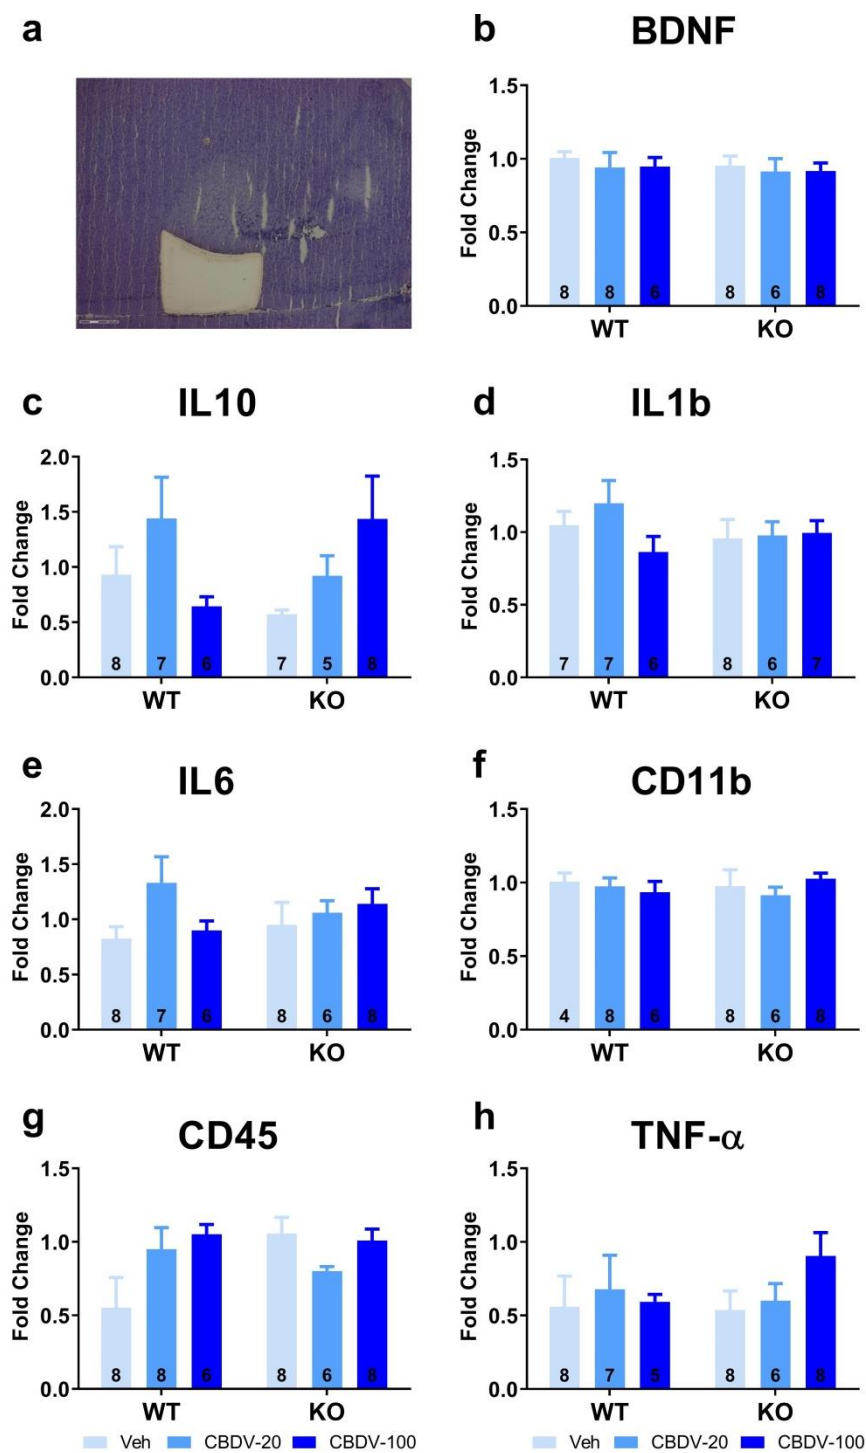 a
b BDNF
Fold Change
1.5
1.0
0.5
0.0
8 8 6 8 6 8
WT KO
c IL10
Fold Change
2.0
1.5
1.0
0.5
0.0
8 7 6 7 5 8
WT KO
d IL1b
Fold Change
1.5
1.0
0.5
0.0
7 7 6 8 6 7
WT KO
e IL6
Fold Change
2.0
1.5
1.0
0.5
0.0
8 7 6 8 6 8
WT KO
f CD11b
Fold Change
1.5
1.0
0.5
0.0
4 8 6 8 6 8
WT KO
g CD45
Fold Change
1.5
1.0
0.5
0.0
8 8 6 8 6 8
WT KO
Veh CBDV-20 CBDV-100
h TNF-α
Fold Change
1.5
1.0
0.5
0.0
8 7 5 8 6 8
WT KO
Veh CBDV-20 CBDV-100